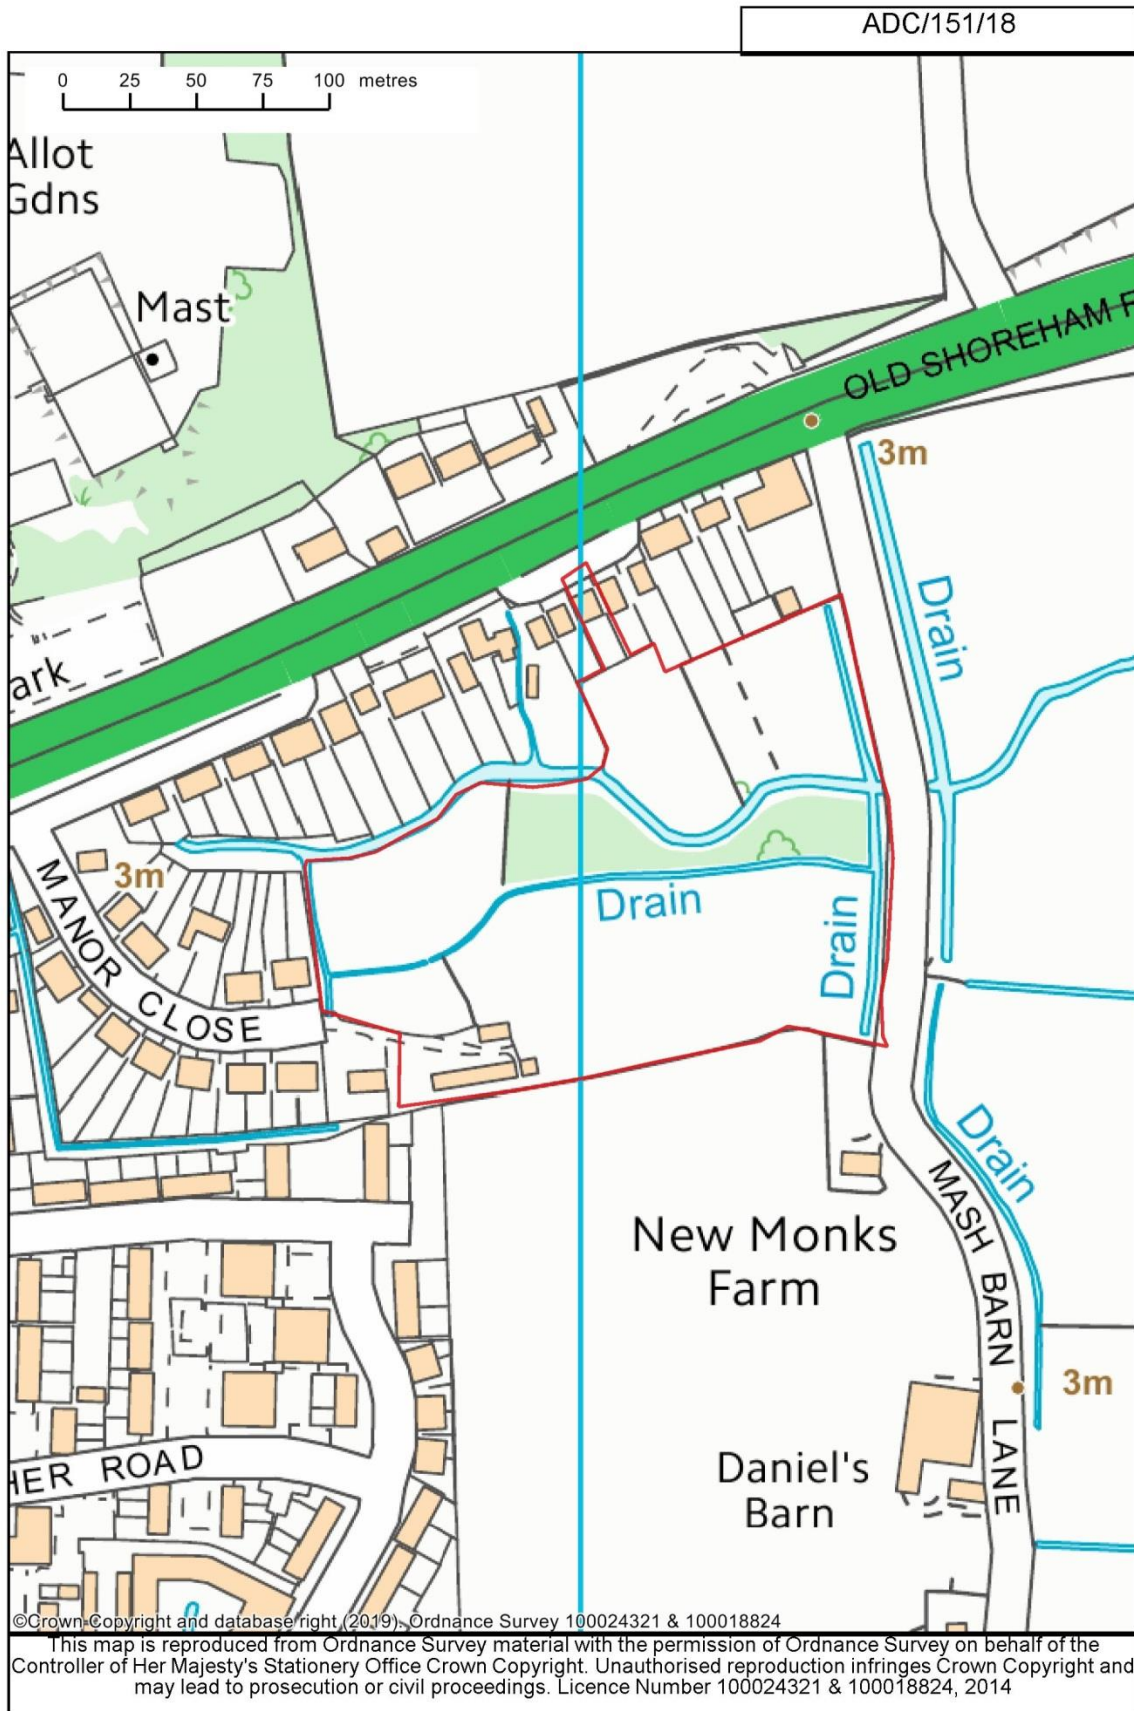 ADC/151/18
0 25 50 75 100 metres
Allot
Gdns
Mast
OLD SHOREHAM
3m
Drain
ark
3m
MANOR CLOSE
Drain
Drain
Drain
New Monks
Farm
MASH BARN LANE
3m
Daniel's
Barn
HER ROAD
©Crown Copyright and database right (2019). Ordnance Survey 100024321 & 100018824
This map is reproduced from Ordnance Survey material with the permission of Ordnance Survey on behalf of the
Controller of Her Majesty's Stationery Office Crown Copyright. Unauthorised reproduction infringes Crown Copyright and
may lead to prosecution or civil proceedings. Licence Number 100024321 & 100018824, 2014